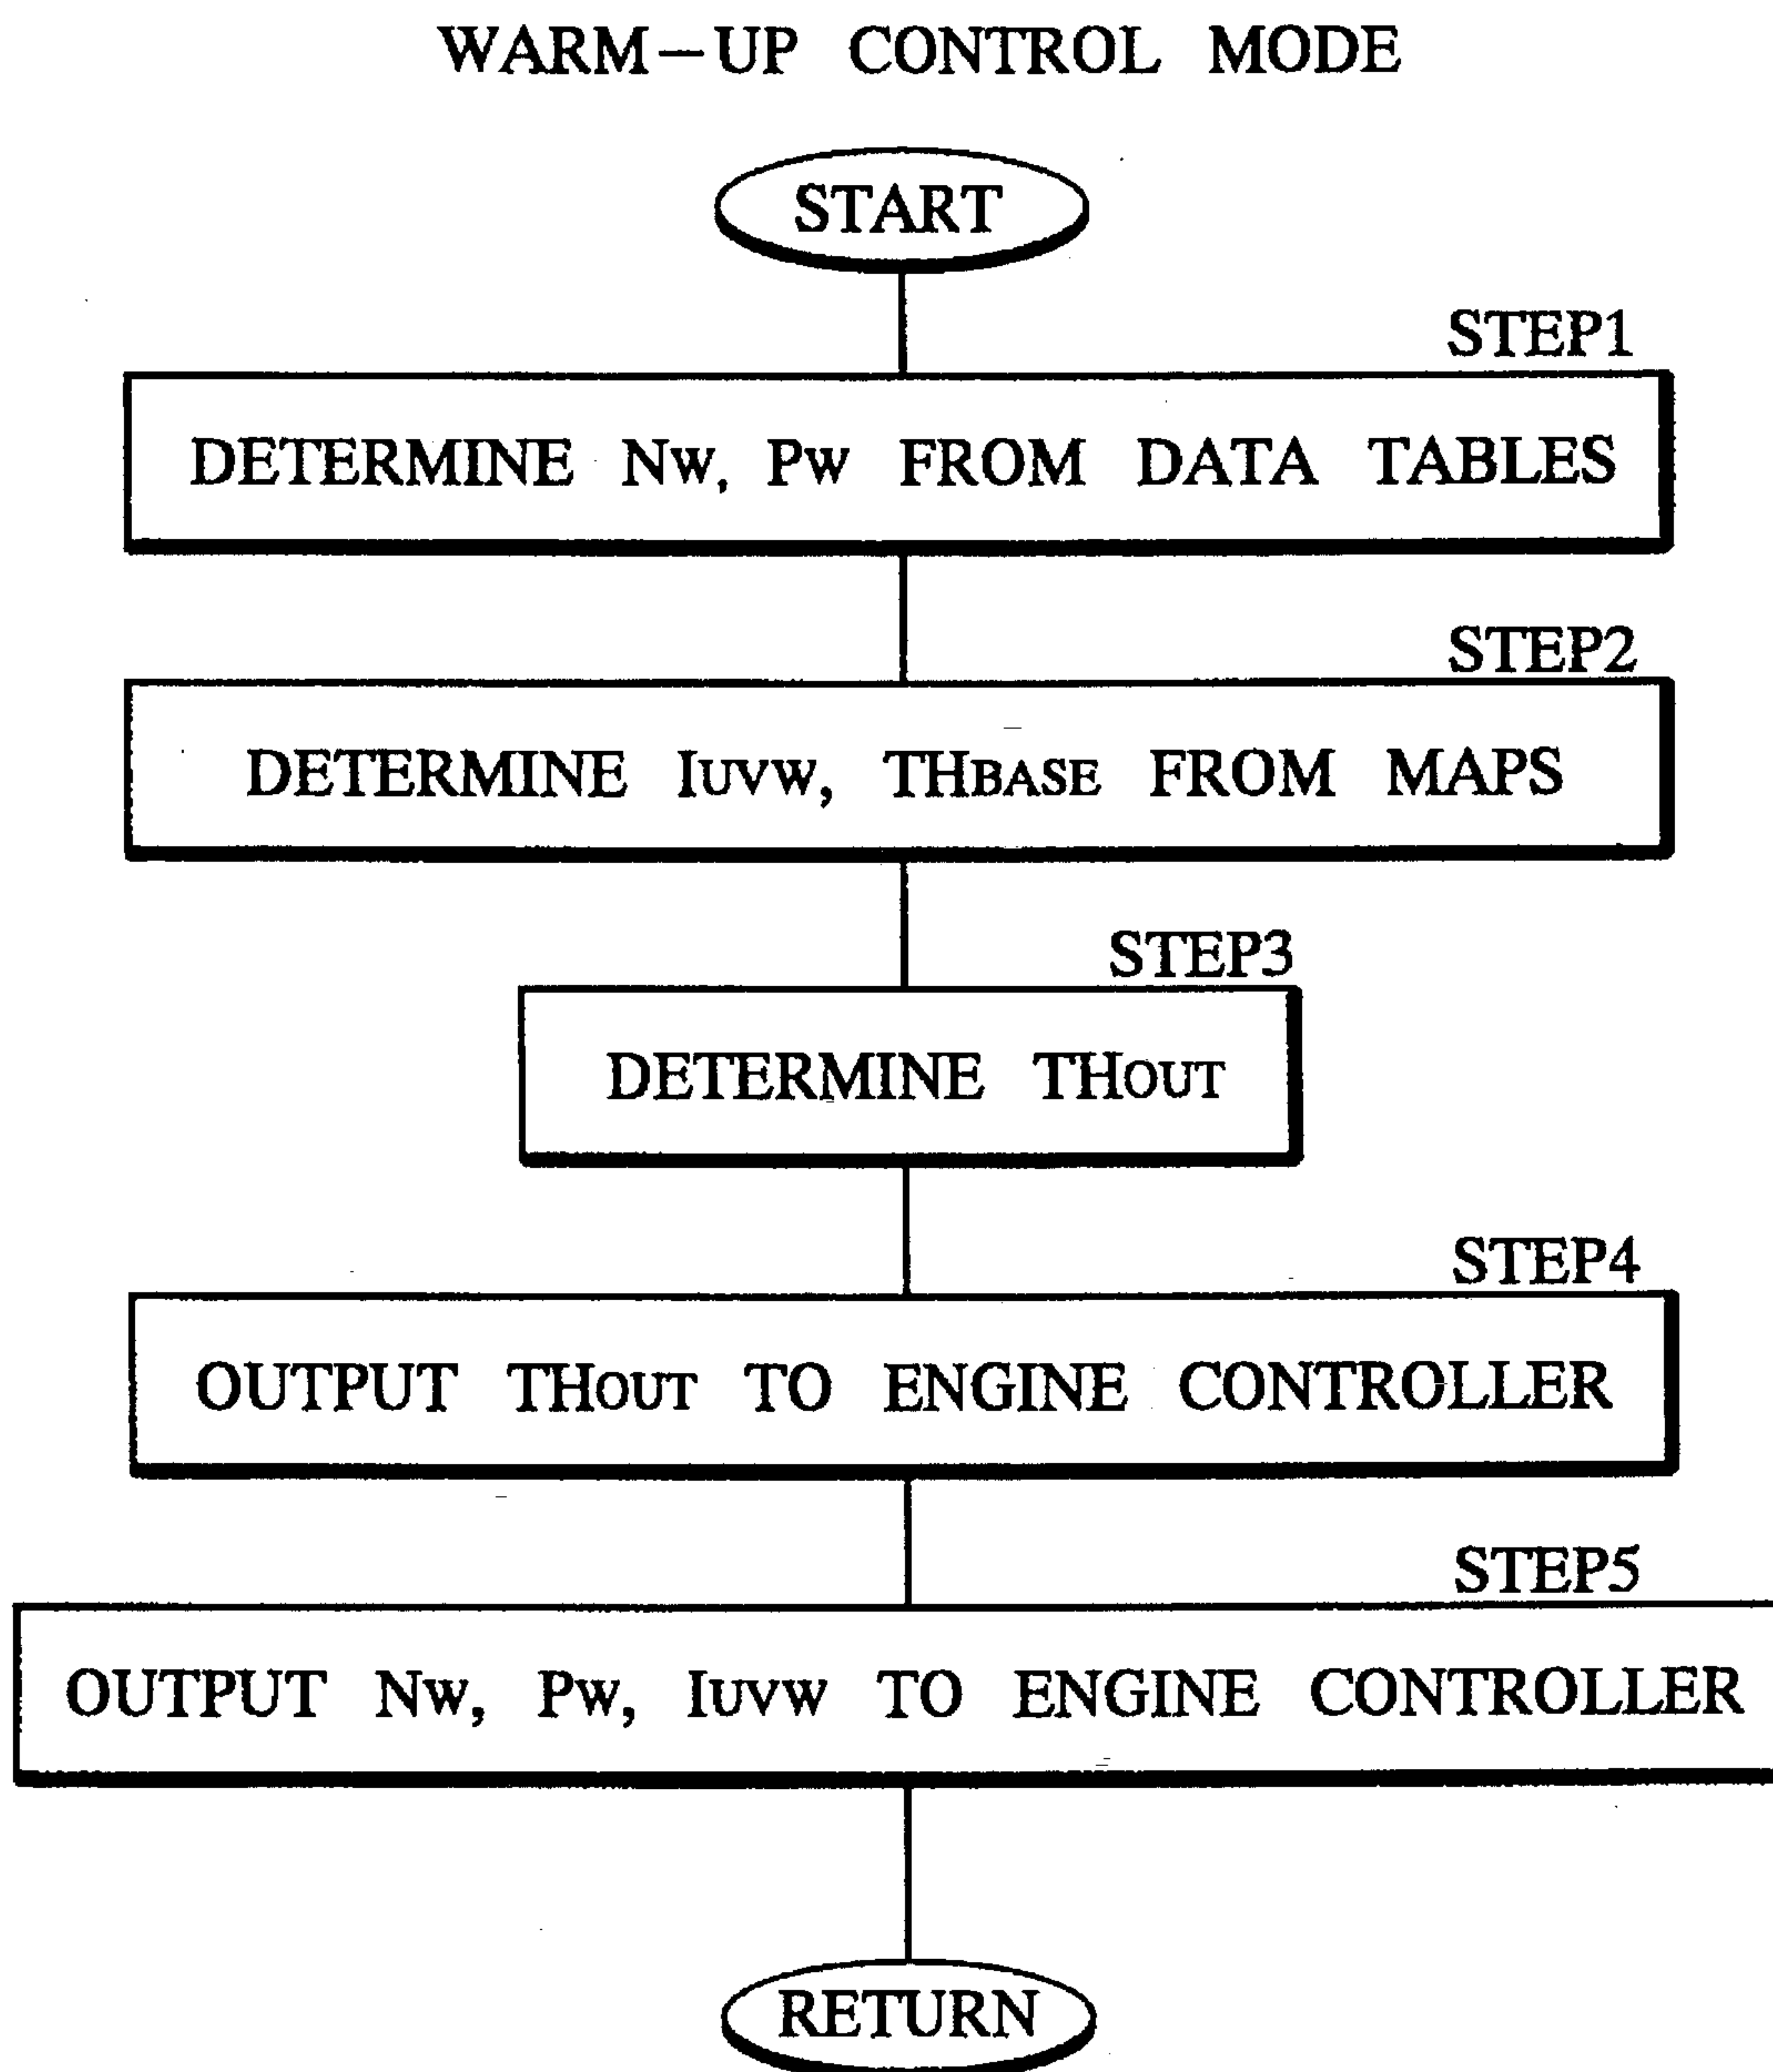 WARM-UP CONTROL MODE
START
STEP1
DETERMINE Nw, Pw FROM DATA TABLES
STEP2
DETERMINE IUVW, THBASE FROM MAPS
STEP3
DETERMINE THOUT
STEP4
OUTPUT THOUT TO ENGINE CONTROLLER
STEP5
OUTPUT Nw, Pw, IUVW TO ENGINE CONTROLLER
RETURN